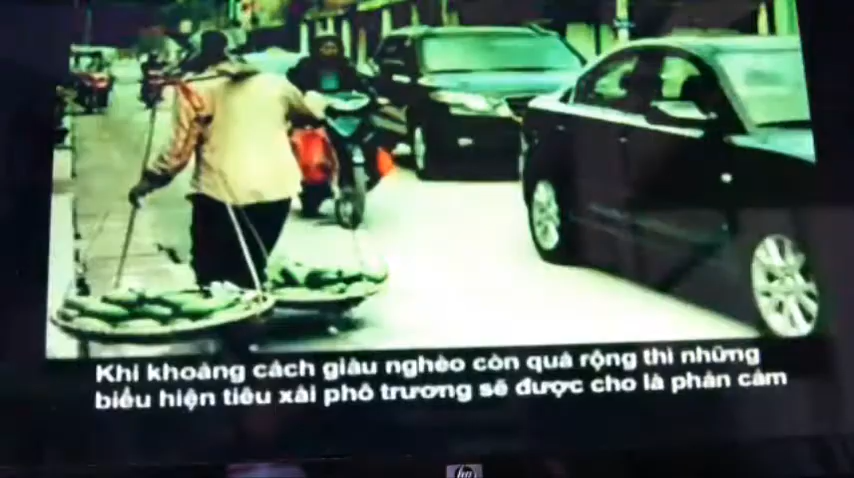 Khi khoảng cách giàu nghèo còn quá rộng thì những
biểu hiện tiêu xài phô trương sẽ được cho là phản cảm
hp